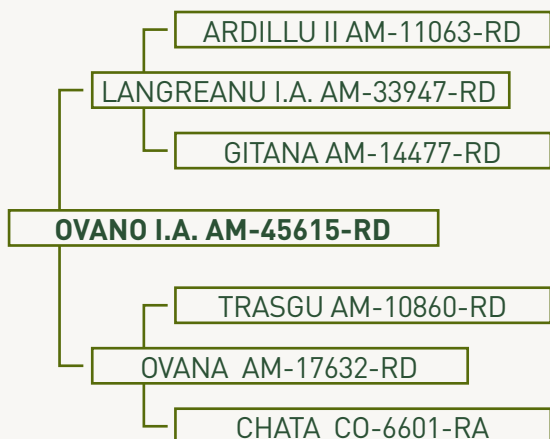 ARDILLU II AM-11063-RD
LANGREANU I.A. AM-33947-RD
GITANA AM-14477-RD
OVANO I.A. AM-45615-RD
TRASGU AM-10860-RD
OVANA AM-17632-RD
CHATA CO-6601-RA